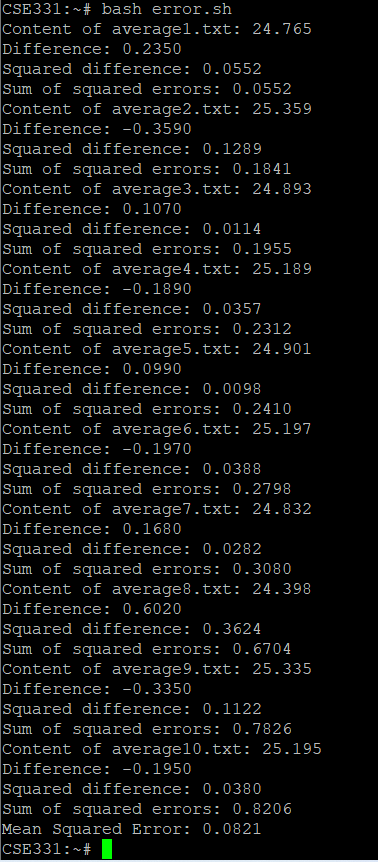 CSE331:~# bash error.sh
Content of average1.txt: 24.765
Difference: 0.2350
Squared difference: 0.0552
Sum of squared errors: 0.0552
Content of average2.txt: 25.359
Difference: -0.3590
Squared difference: 0.1289
Sum of squared errors: 0.1841
Content of average3.txt: 24.893
Difference: 0.1070
Squared difference: 0.0114
Sum of squared errors: 0.1955
Content of average4.txt: 25.189
Difference: -0.1890
Squared difference: 0.0357
Sum of squared errors: 0.2312
Content of average5.txt: 24.901
Difference: 0.0990
Squared difference: 0.0098
Sum of squared errors: 0.2410
Content of average6.txt: 25.197
Difference: -0.1970
Squared difference: 0.0388
Sum of squared errors: 0.2798
Content of average7.txt: 24.832
Difference: 0.1680
Squared difference: 0.0282
Sum of squared errors: 0.3080
Content of average8.txt: 24.398
Difference: 0.6020
Squared difference: 0.3624
Sum of squared errors: 0.6704
Content of average9.txt: 25.335
Difference: -0.3350
Squared difference: 0.1122
Sum of squared errors: 0.7826
Content of average10.txt: 25.195
Difference: -0.1950
Squared difference: 0.0380
Sum of squared errors: 0.8206
Mean Squared Error: 0.0821
CSE331:~#